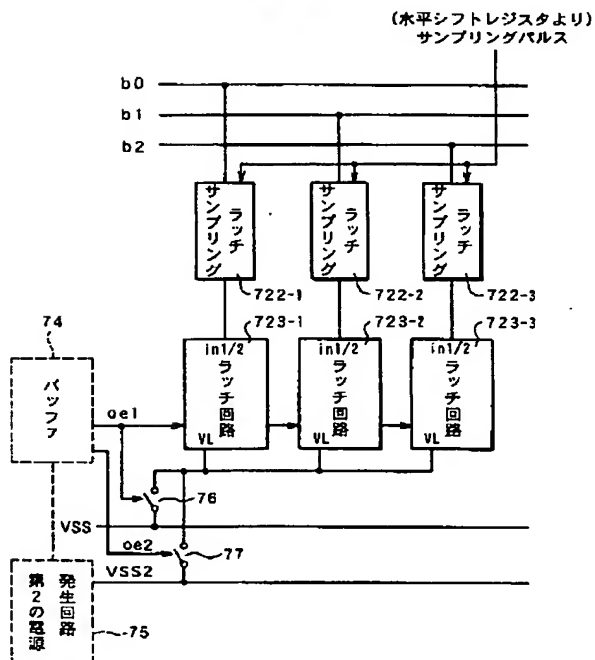 (水平シフトレジスタより)
サンプリングパルス
b0
b1
b2
サンプリング
ラッチ
サンプリング
ラッチ
サンプリング
ラッチ
722-1
722-2
722-3
723-1
723-2
723-3
74
バッファ
in1/2
ラッチ回路
VL
in1/2
ラッチ回路
VL
in1/2
ラッチ回路
VL
oe1
76
VSS
oe2
77
VSS2
第2の電源
発生回路
75